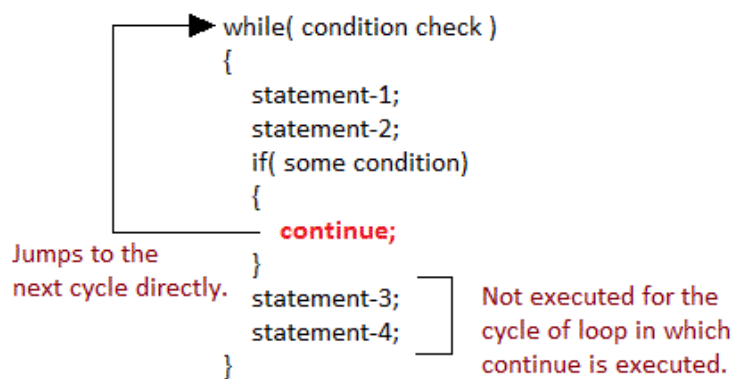 while( condition check )
{
statement-1;
statement-2;
if( some condition)
{
continue;
}
statement-3;
statement-4;
}
Jumps to the
next cycle directly.
Not executed for the
cycle of loop in which
continue is executed.